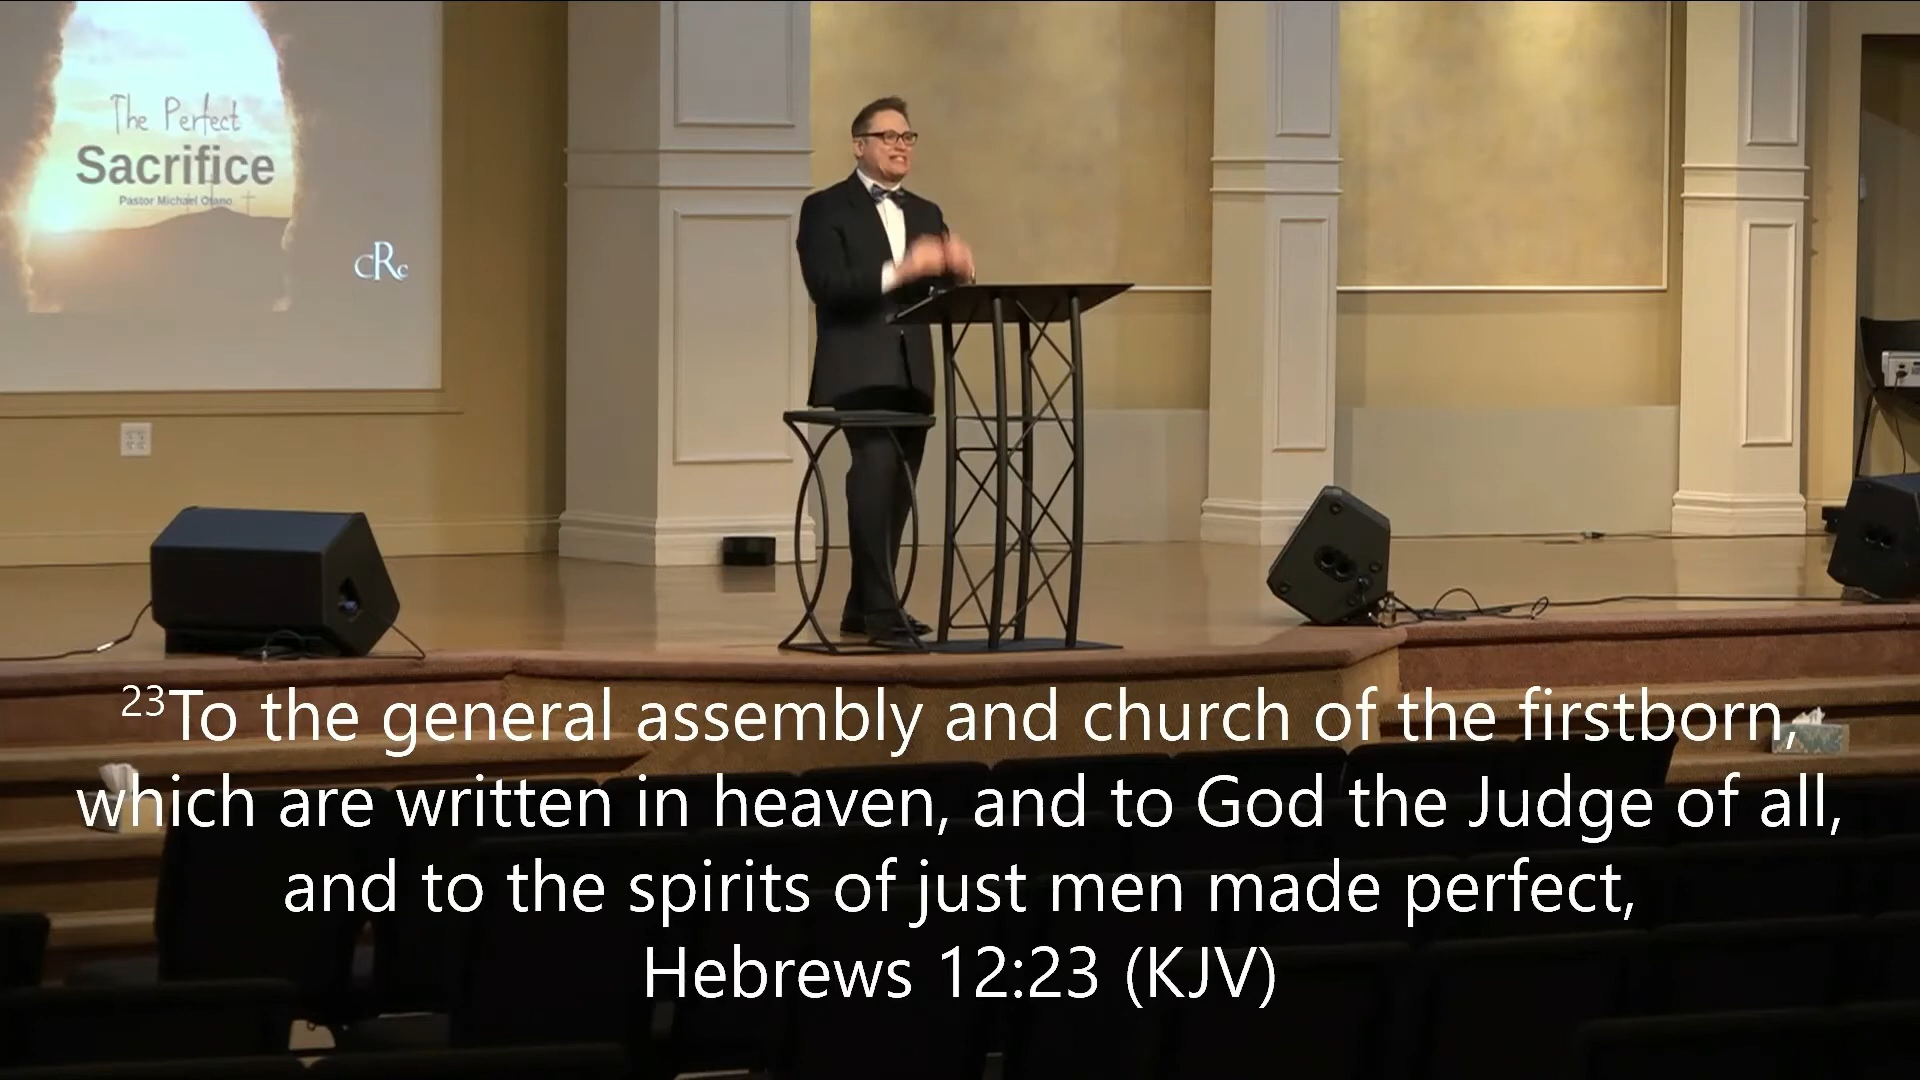 The Perfect
Sacrifice
Pastor Michael Otano
cRc
23To the general assembly and church of the firstborn,
which are written in heaven, and to God the Judge of all,
and to the spirits of just men made perfect,
Hebrews 12:23 (KJV)